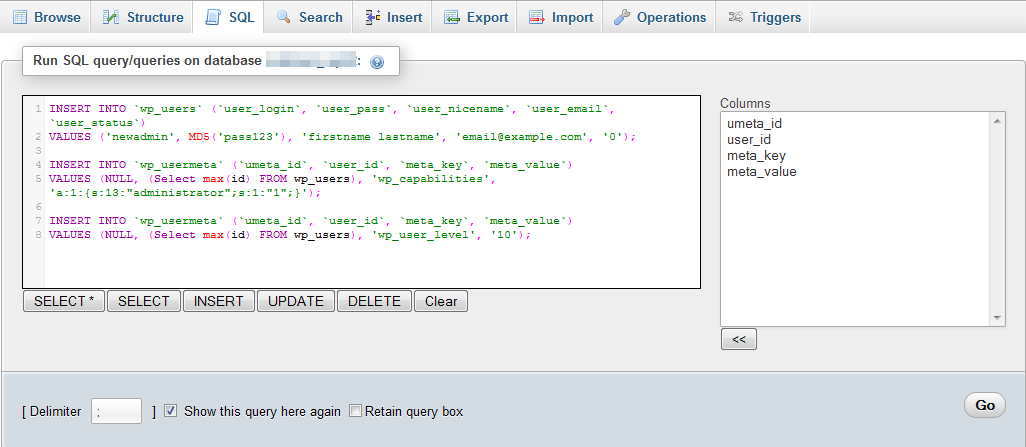 Browse Structure SQL Search Insert Export Import Operations Triggers
Run SQL query/queries on database :
1 INSERT INTO `wp_users` (`user_login`, `user_pass`, `user_nicename`, `user_email`,
`user_status`)
2 VALUES ('newadmin', MD5('pass123'), 'firstname lastname', 'email@example.com', '0');
3
4 INSERT INTO `wp_usermeta` (`umeta_id`, `user_id`, `meta_key`, `meta_value`)
5 VALUES (NULL, (Select max(id) FROM wp_users), 'wp_capabilities',
'a:1:{s:13:"administrator";s:1:"1";}');
6
7 INSERT INTO `wp_usermeta` (`umeta_id`, `user_id`, `meta_key`, `meta_value`)
8 VALUES (NULL, (Select max(id) FROM wp_users), 'wp_user_level', '10');
SELECT * SELECT INSERT UPDATE DELETE Clear
Columns
umeta_id
user_id
meta_key
meta_value
<<
[ Delimiter ; ] Show this query here again Retain query box
Go